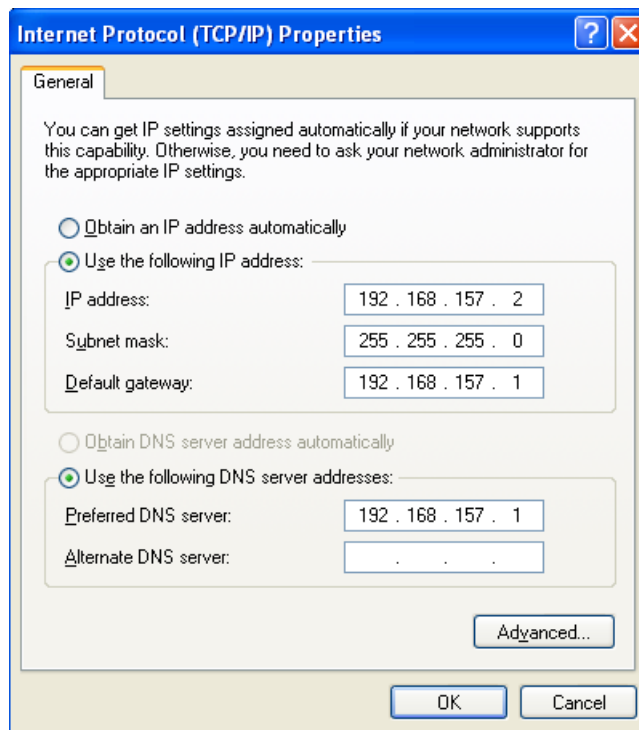 Internet Protocol (TCP/IP) Properties
General
You can get IP settings assigned automatically if your network supports
this capability. Otherwise, you need to ask your network administrator for
the appropriate IP settings.
Obtain an IP address automatically
Use the following IP address:
IP address: 192 . 168 . 157 . 2
Subnet mask: 255 . 255 . 255 . 0
Default gateway: 192 . 168 . 157 . 1
Obtain DNS server address automatically
Use the following DNS server addresses:
Preferred DNS server: 192 . 168 . 157 . 1
Alternate DNS server: . . .
Advanced...
OK Cancel